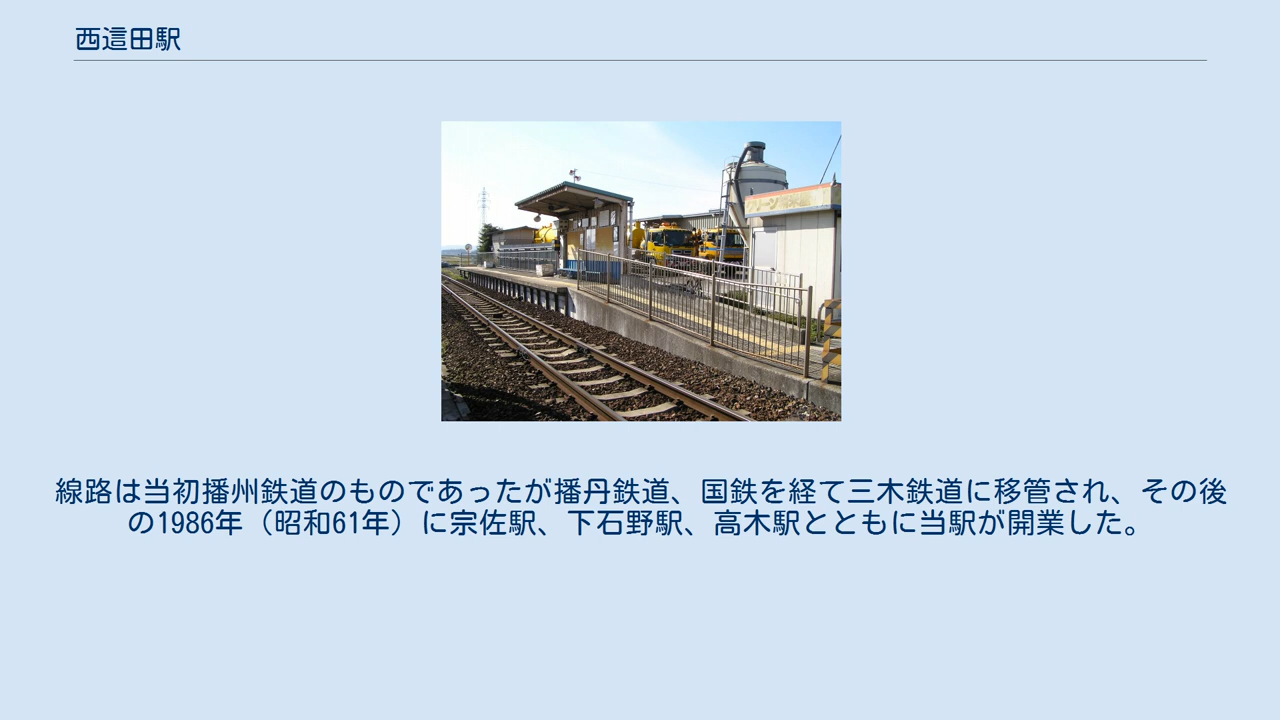 西這田駅
線路は当初播州鉄道のものであったが播丹鉄道、国鉄を経て三木鉄道に移管され、その後
の1986年（昭和61年）に宗佐駅、下石野駅、高木駅とともに当駅が開業した。